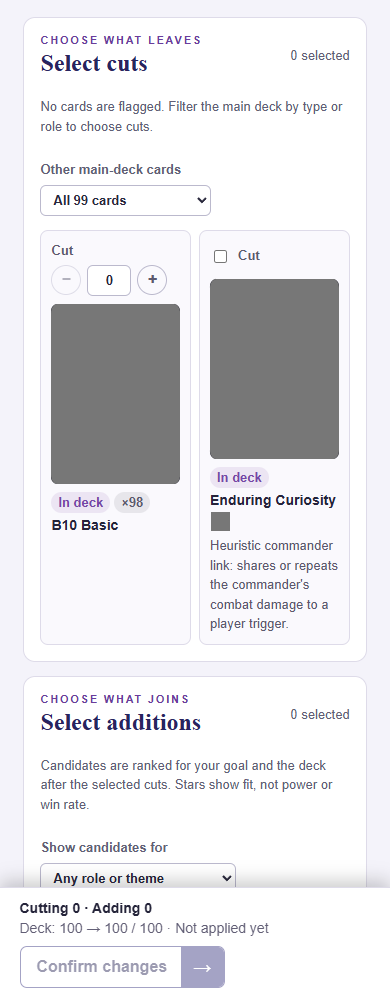 CHOOSE WHAT LEAVES
Select cuts
0 selected
No cards are flagged. Filter the main deck by type or
role to choose cuts.
Other main-deck cards
All 99 cards
Cut
− 0 +
In deck ×98
B10 Basic
Cut
In deck
Enduring Curiosity
Heuristic commander
link: shares or repeats
the commander's
combat damage to a
player trigger.
CHOOSE WHAT JOINS
Select additions
0 selected
Candidates are ranked for your goal and the deck
after the selected cuts. Stars show fit, not power or
win rate.
Show candidates for
Any role or theme
Cutting 0 · Adding 0
Deck: 100 → 100 / 100 · Not applied yet
Confirm changes →